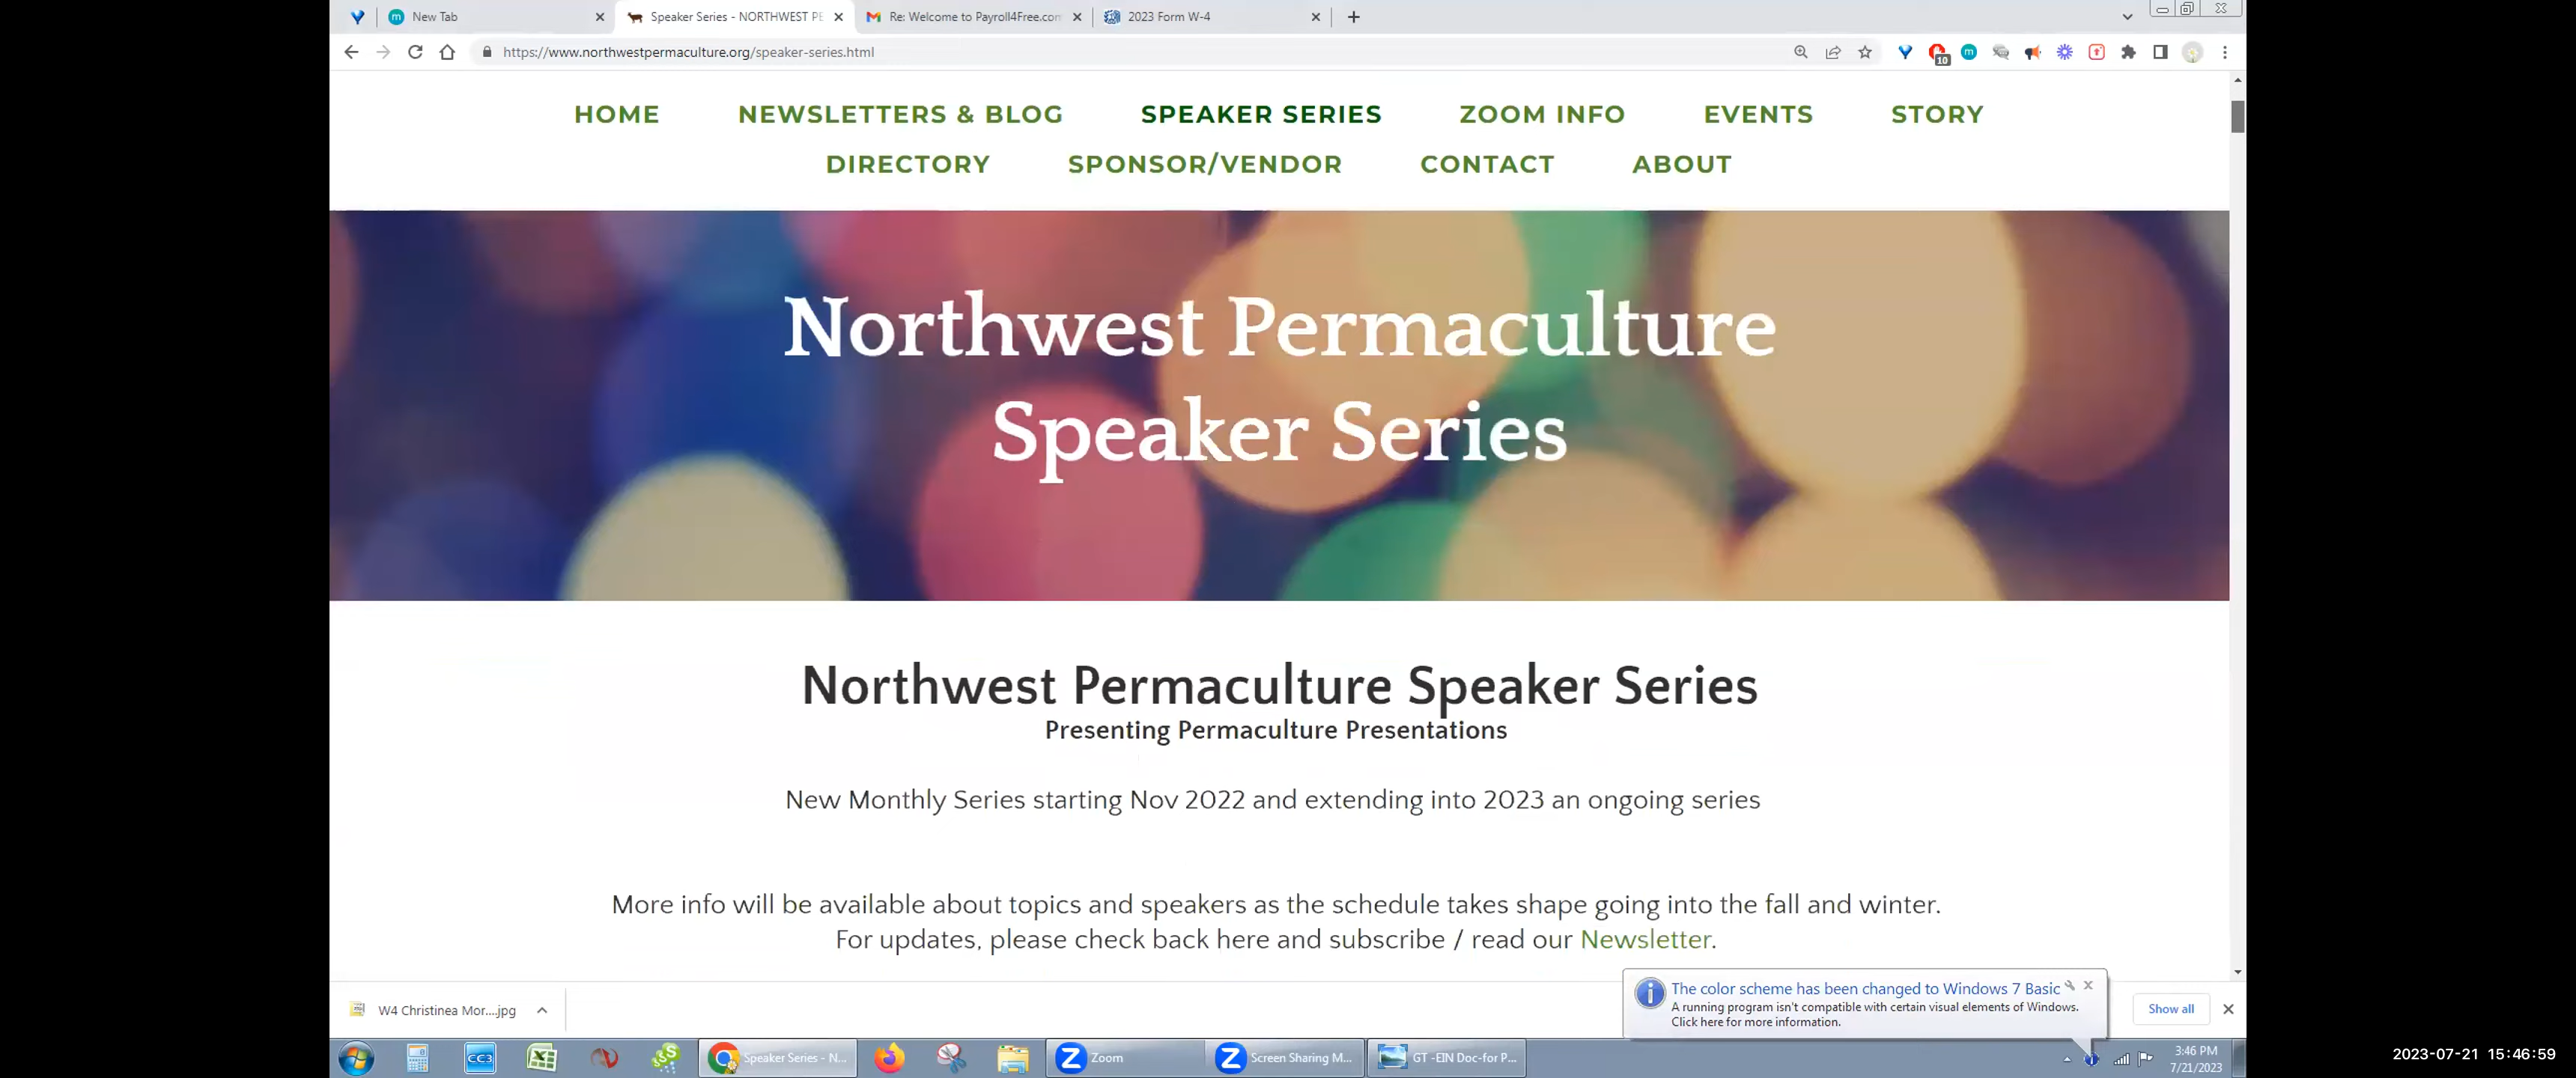 New Tab
Speaker Series - NORTHWEST PE
Re: Welcome to Payroll4Free.com
2023 Form W-4
https://www.northwestpermaculture.org/speaker-series.html
10
HOME NEWSLETTERS & BLOG SPEAKER SERIES ZOOM INFO EVENTS STORY
DIRECTORY SPONSOR/VENDOR CONTACT ABOUT
Northwest Permaculture
Speaker Series
Northwest Permaculture Speaker Series
Presenting Permaculture Presentations
New Monthly Series starting Nov 2022 and extending into 2023 an ongoing series
More info will be available about topics and speakers as the schedule takes shape going into the fall and winter.
For updates, please check back here and subscribe / read our Newsletter.
The color scheme has been changed to Windows 7 Basic
A running program isn't compatible with certain visual elements of Windows.
Click here for more information.
W4 Christinea Mor....jpg
Show all
CC3
Speaker Series - N...
Zoom
Screen Sharing M...
GT -EIN Doc-for P...
3:46 PM
7/21/2023
2023-07-21 15:46:59